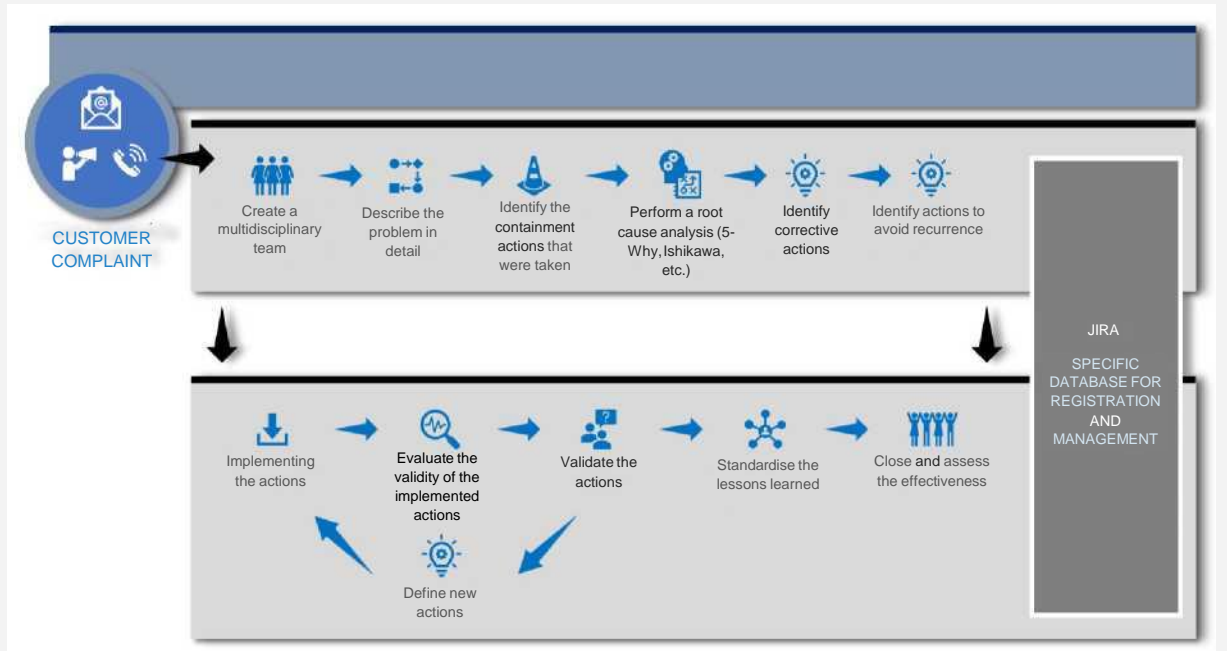 CUSTOMER
COMPLAINT
Create a
multidisciplinary
team
Describe the
problem in
detail
Identify the
containment
actions that
were taken
Perform a root
cause analysis (5-
Why, Ishikawa,
etc.)
Identify
corrective
actions
Identify actions to
avoid recurrence
JIRA
SPECIFIC
DATABASE FOR
REGISTRATION
AND
MANAGEMENT
Implementing
the actions
Evaluate the
validity of the
implemented
actions
Validate the
actions
Standardise the
lessons learned
Close and assess
the effectiveness
Define new
actions